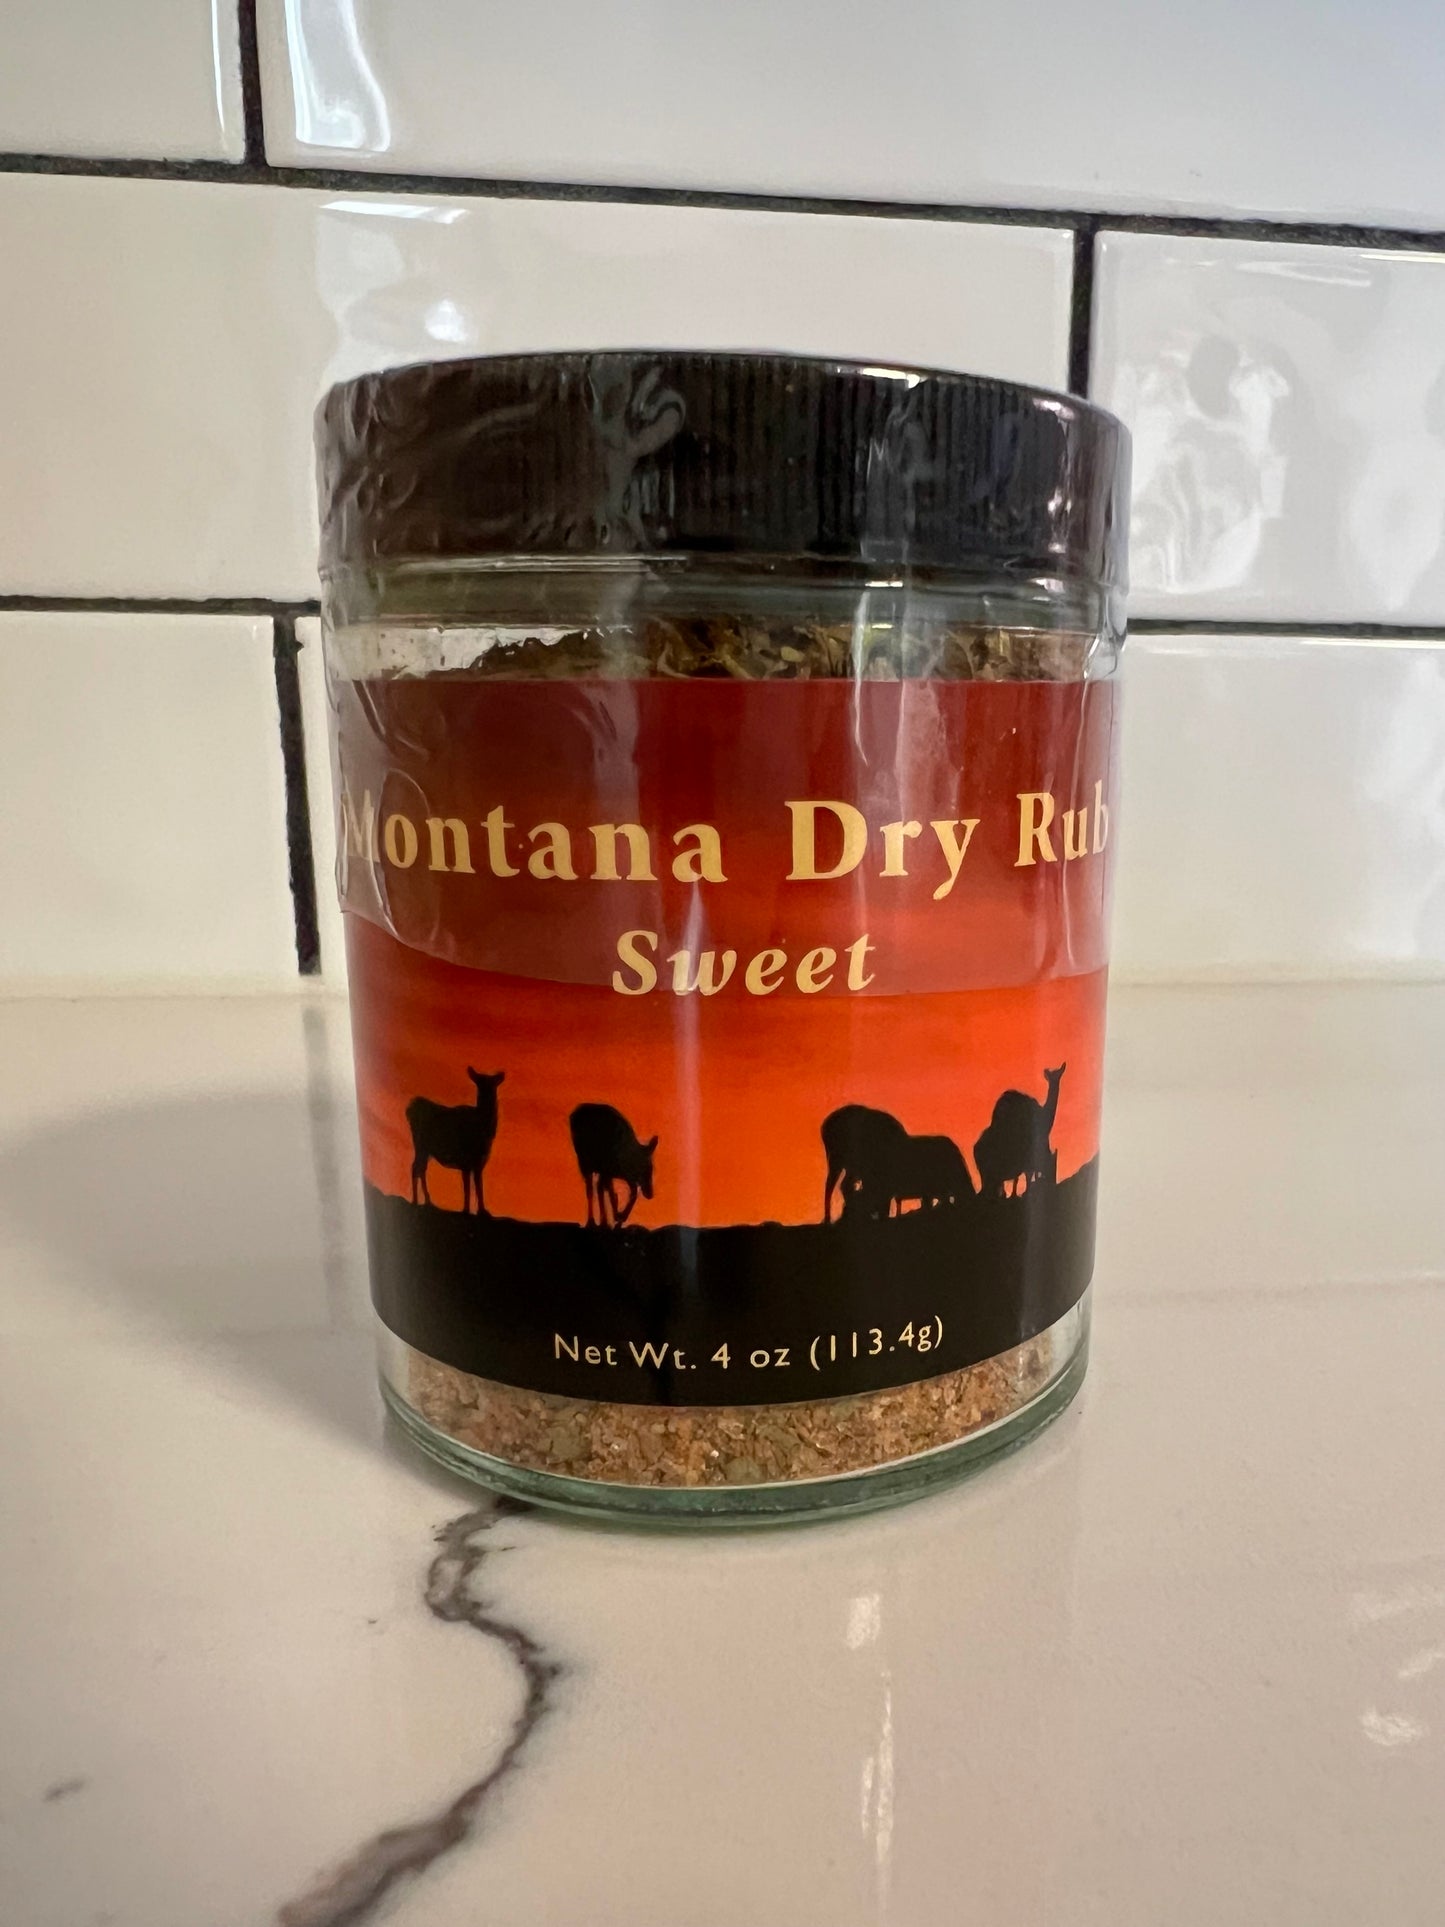 Montana Dry Rub
Sweet
Net Wt. 4 oz (113.4g)